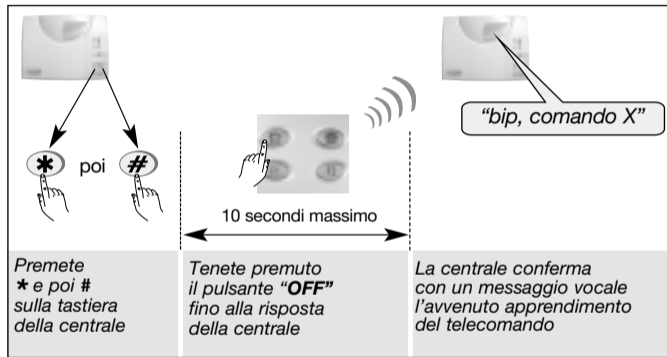 * poi #
"bip, comando X"
10 secondi massimo
Premete
* e poi #
sulla tastiera
della centrale
Tenete premuto
il pulsante "OFF"
fino alla risposta
della centrale
La centrale conferma
con un messaggio vocale
l'avvenuto apprendimento
del telecomando